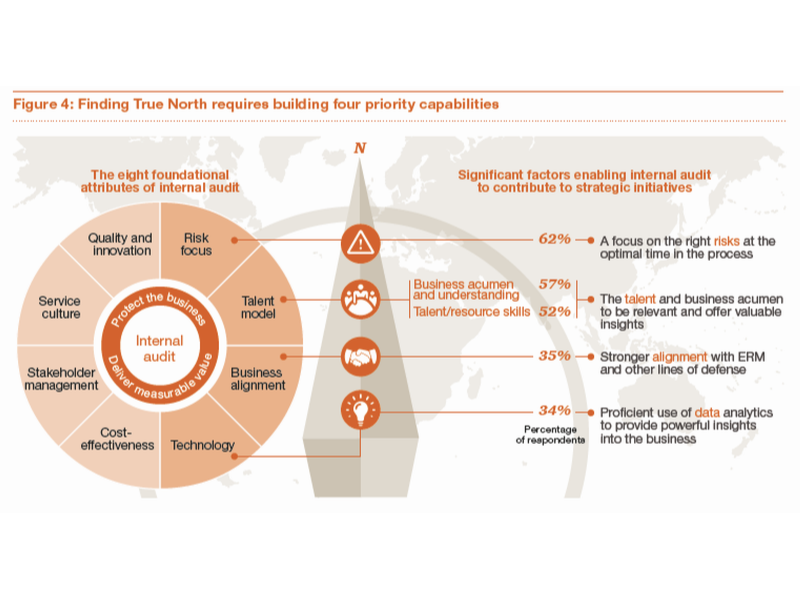 Figure 4: Finding True North requires building four priority capabilities
N
The eight foundational
attributes of internal audit
Significant factors enabling internal audit
to contribute to strategic initiatives
Quality and
innovation
Risk
focus
Service
culture
Talent
model
Stakeholder
management
Business
alignment
Cost-
effectiveness
Technology
Protect the business
Internal
audit
Deliver measurable value
62%
A focus on the right risks at the
optimal time in the process
Business acumen
and understanding
57%
Talent/resource skills
52%
The talent and business acumen
to be relevant and offer valuable
insights
35%
Stronger alignment with ERM
and other lines of defense
34%
Percentage
of respondents
Proficient use of data analytics
to provide powerful insights
into the business